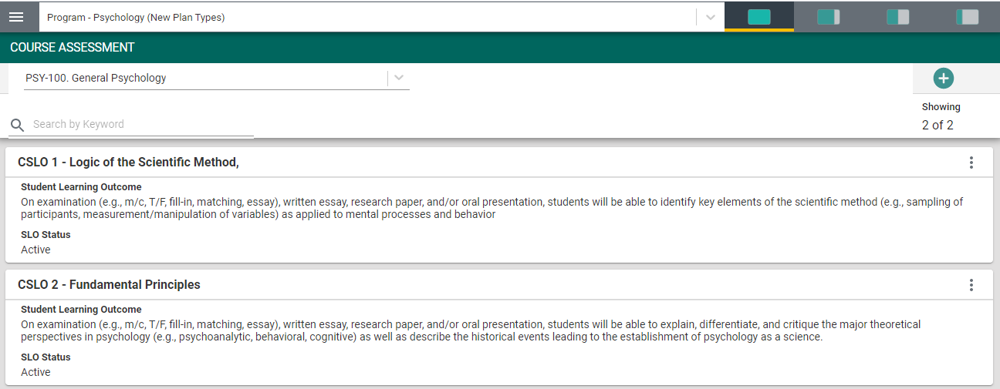 Program - Psychology (New Plan Types)
COURSE ASSESSMENT
PSY-100. General Psychology
Showing
2 of 2
Search by Keyword
CSLO 1 - Logic of the Scientific Method,
Student Learning Outcome
On examination (e.g., m/c, T/F, fill-in, matching, essay), written essay, research paper, and/or oral presentation, students will be able to identify key elements of the scientific method (e.g., sampling of
participants, measurement/manipulation of variables) as applied to mental processes and behavior
SLO Status
Active
CSLO 2 - Fundamental Principles
Student Learning Outcome
On examination (e.g., m/c, T/F, fill-in, matching, essay), written essay, research paper, and/or oral presentation, students will be able to explain, differentiate, and critique the major theoretical
perspectives in psychology (e.g., psychoanalytic, behavioral, cognitive) as well as describe the historical events leading to the establishment of psychology as a science.
SLO Status
Active